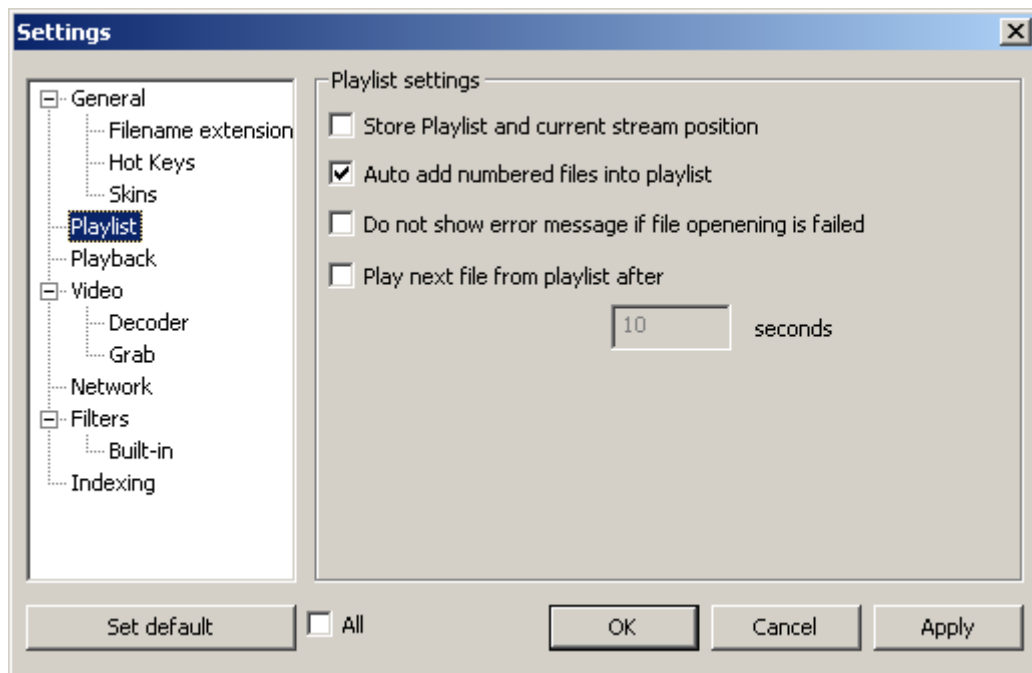 Settings
General
Filename extension
Hot Keys
Skins
Playlist
Playback
Video
Decoder
Grab
Network
Filters
Built-in
Indexing
Playlist settings
Store Playlist and current stream position
Auto add numbered files into playlist
Do not show error message if file openening is failed
Play next file from playlist after
10 seconds
Set default
All
OK
Cancel
Apply